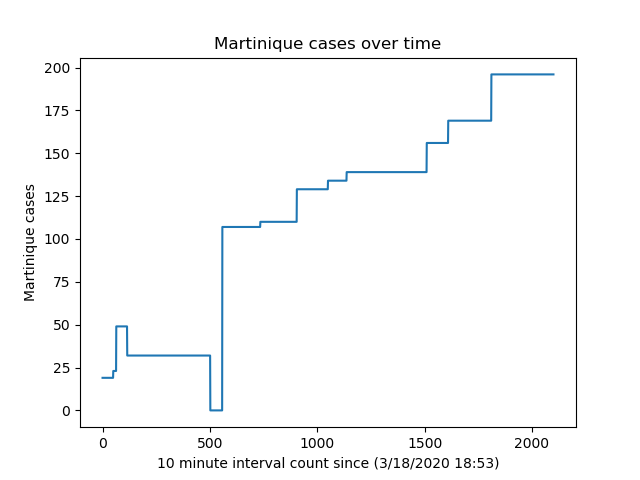 Martinique cases over time
200
175
150
125
100
75
50
25
0
Martinique cases
0 500 1000 1500 2000
10 minute interval count since (3/18/2020 18:53)